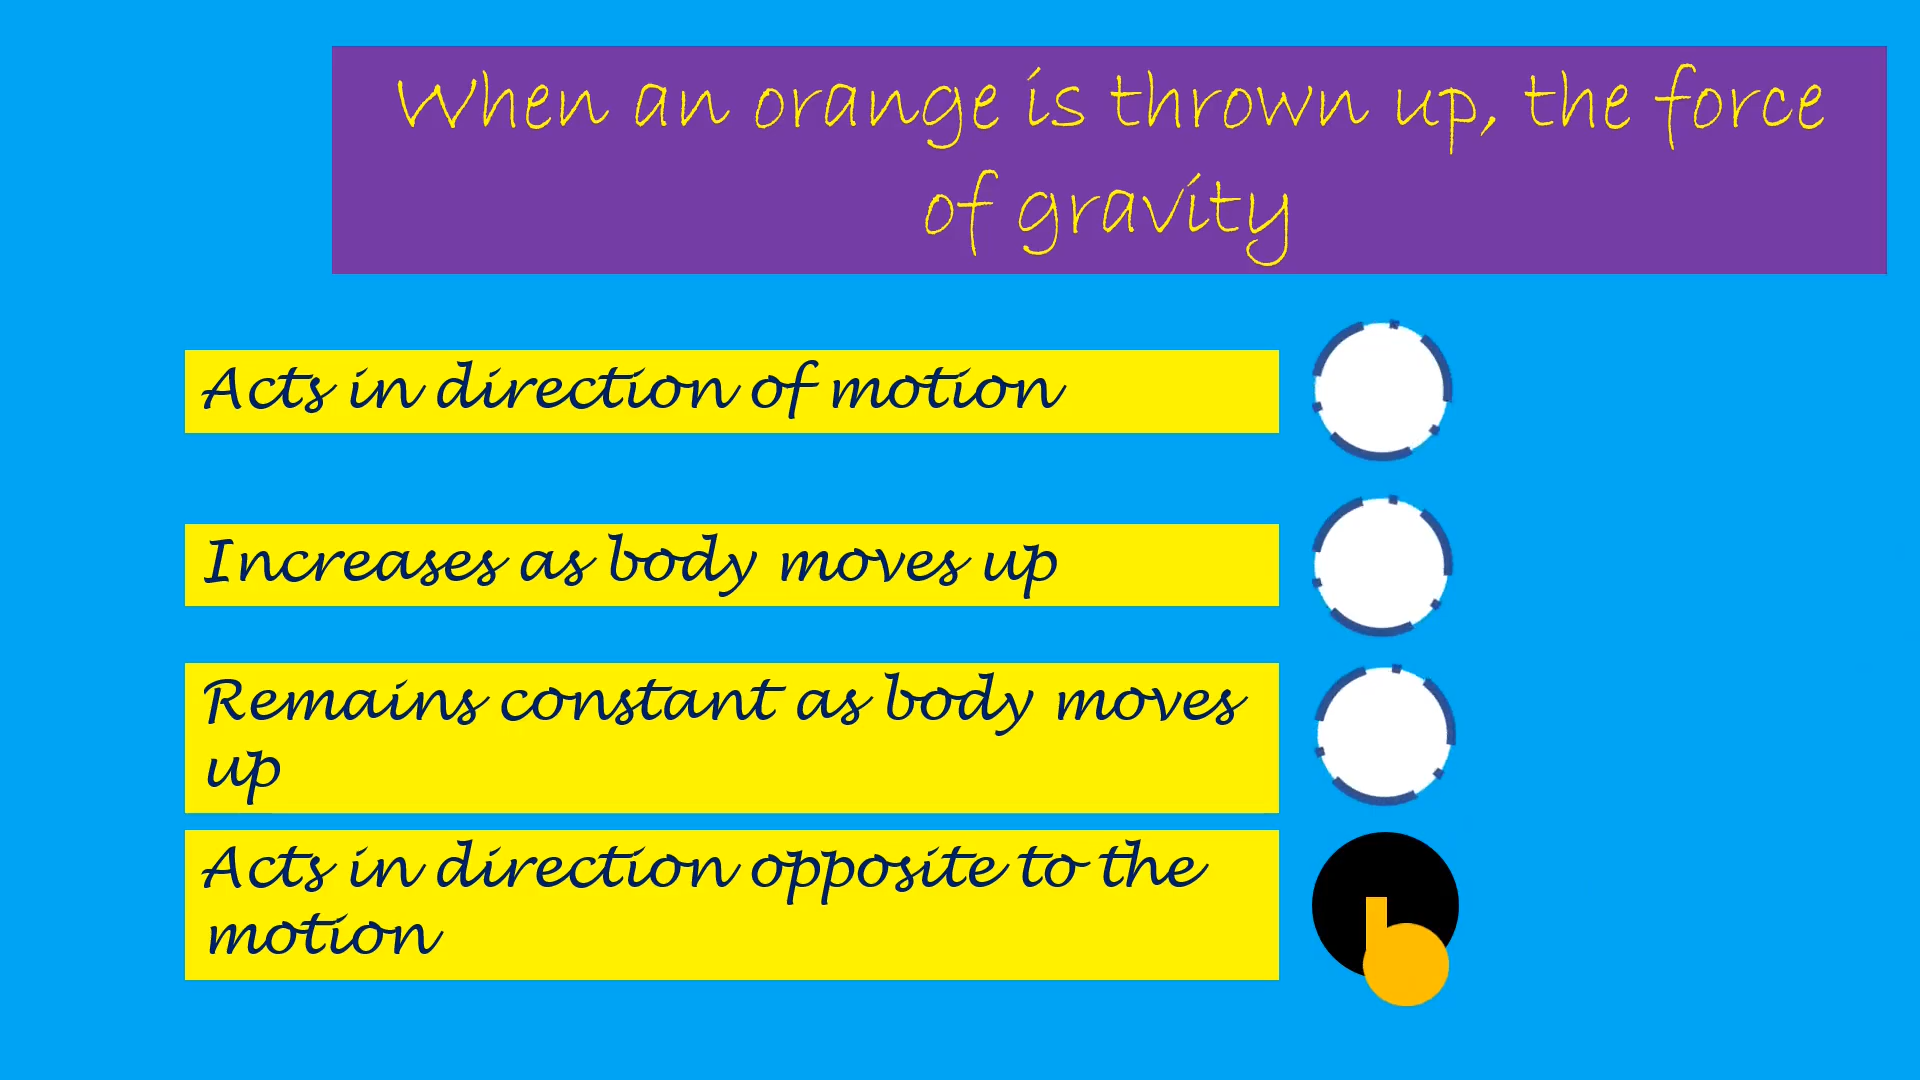 When an orange is thrown up, the force
of gravity
Acts in direction of motion
Increases as body moves up
Remains constant as body moves
up
Acts in direction opposite to the
motion